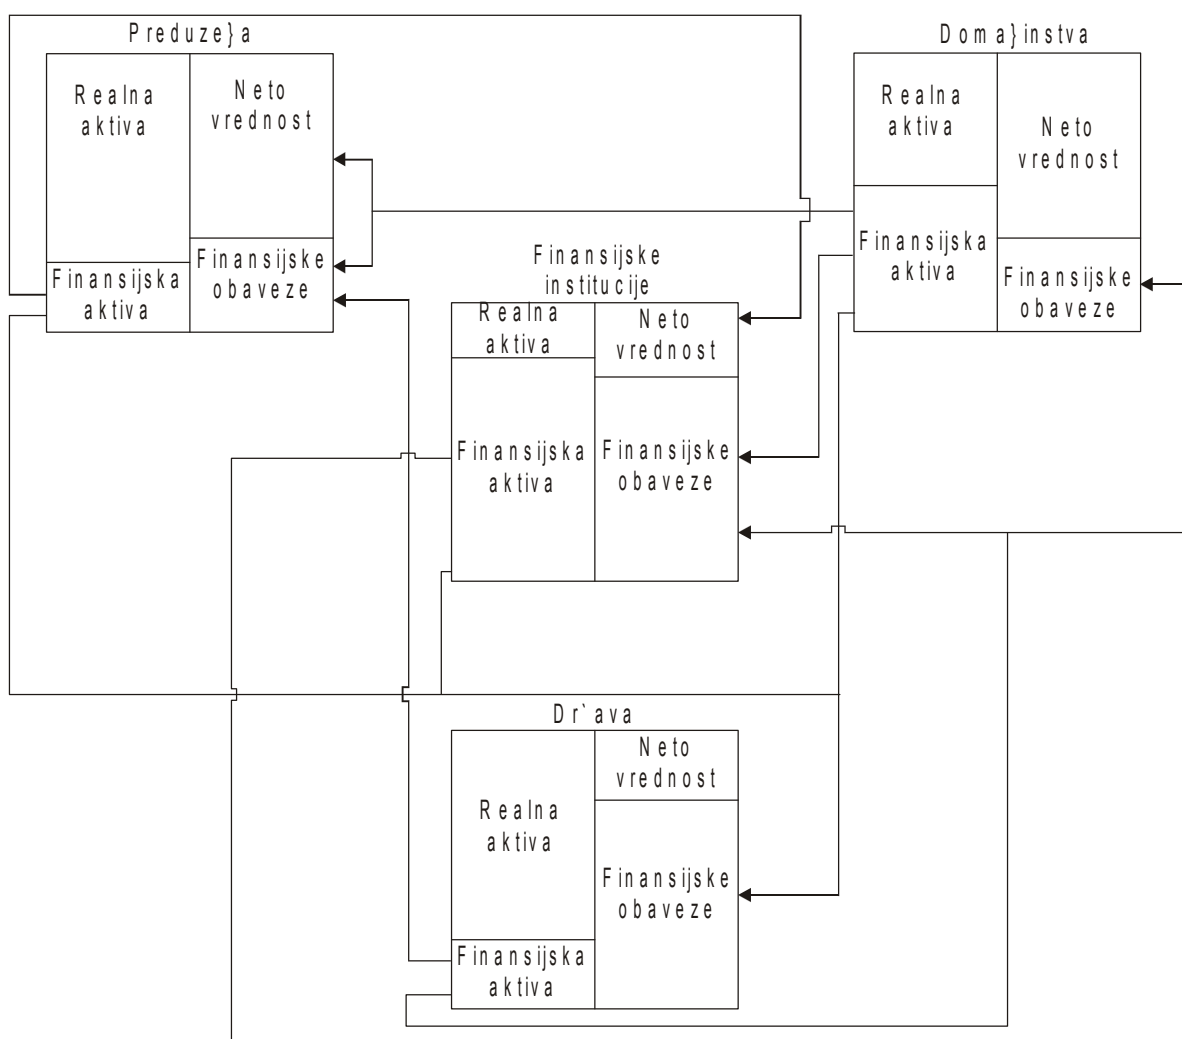 Preduze}a
Realna
aktiva
Neto
vrednost
Finansijska
aktiva
Finansijske
obaveze
Doma}instva
Realna
aktiva
Neto
vrednost
Finansijska
aktiva
Finansijske
obaveze
Finansijske
institucije
Realna
aktiva
Neto
vrednost
Finansijska
aktiva
Finansijske
obaveze
Dr`ava
Realna
aktiva
Neto
vrednost
Finansijske
obaveze
Finansijska
aktiva